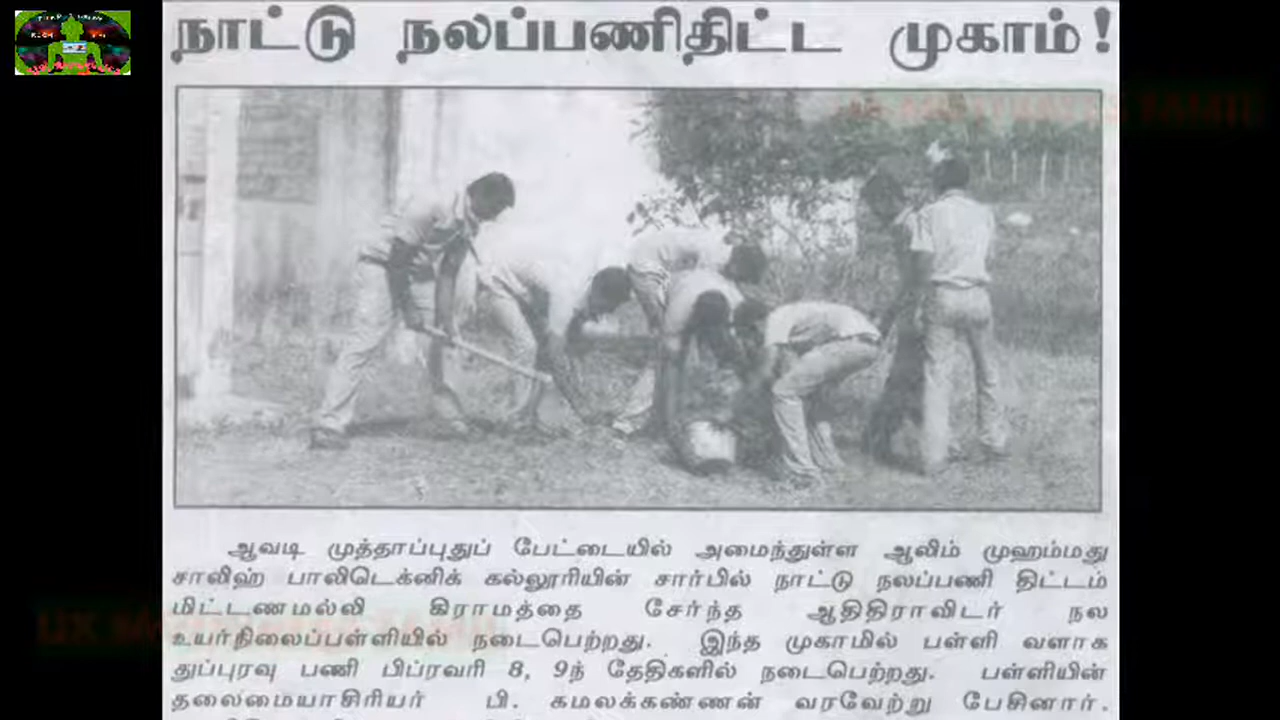 நாட்டு நலப்பணிதிட்ட முகாம்!
ஆவடி முத்தாப்புதுப் பேட்டையில் அமைந்துள்ள ஆலிம் முஹம்மது
சாலிஹ் பாலிடெக்னிக் கல்லூரியின் சார்பில் நாட்டு நலப்பணி திட்டம்
மிட்டணமல்லி கிராமத்தை சேர்ந்த ஆதிதிராவிடர் நல
உயர்நிலைப்பள்ளியில் நடைபெற்றது. இந்த முகாமில் பள்ளி வளாக
துப்புரவு பணி பிப்ரவரி 8, 9ந் தேதிகளில் நடைபெற்றது. பள்ளியின்
தலைமையாசிரியர் பி. கமலக்கண்ணன் வரவேற்று பேசினார்.